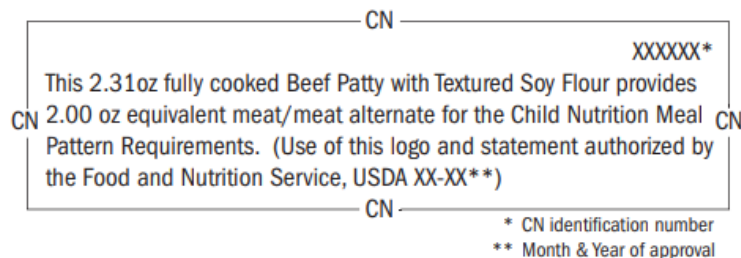 CN
XXXXXX*
This 2.31oz fully cooked Beef Patty with Textured Soy Flour provides
CN 2.00 oz equivalent meat/meat alternate for the Child Nutrition Meal CN
Pattern Requirements. (Use of this logo and statement authorized by
the Food and Nutrition Service, USDA XX-XX**)
CN
* CN identification number
** Month & Year of approval